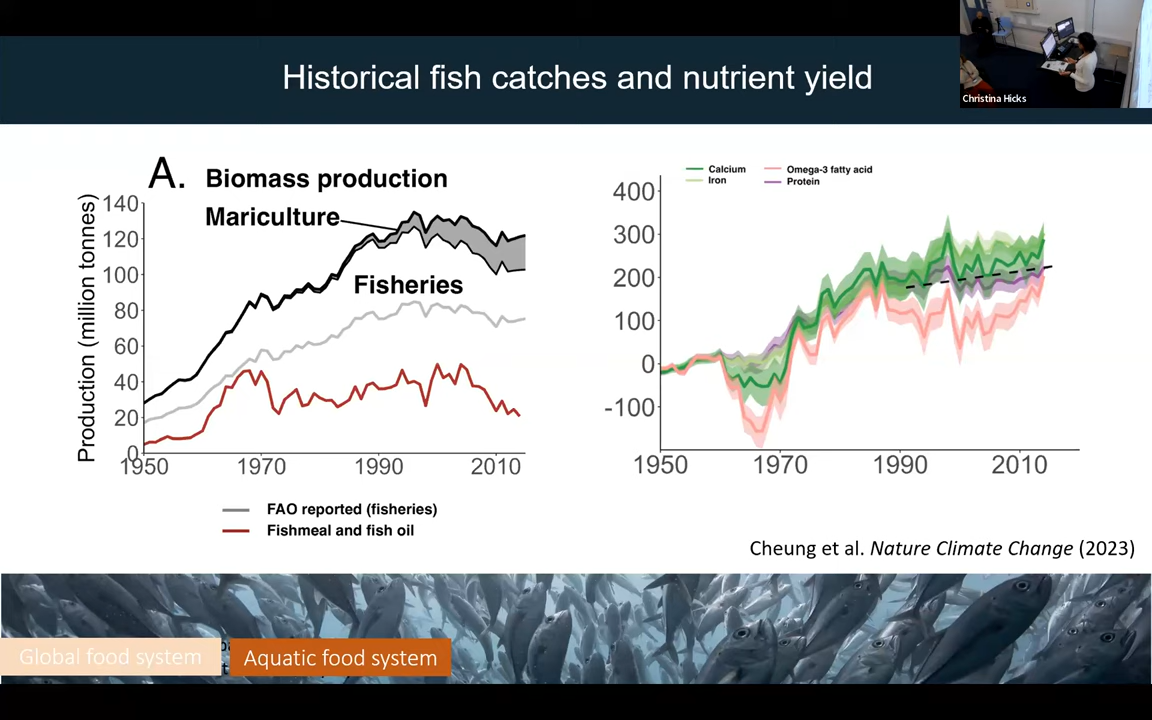 Historical fish catches and nutrient yield
Christina Hicks
A. Biomass production
Mariculture
Fisheries
Production (million tonnes)
140
120
100
80
60
40
20
0
1950 1970 1990 2010
FAO reported (fisheries)
Fishmeal and fish oil
Calcium Omega-3 fatty acid
Iron Protein
400
300
200
100
0
-100
1950 1970 1990 2010
Cheung et al. Nature Climate Change (2023)
Global food system
Aquatic food system